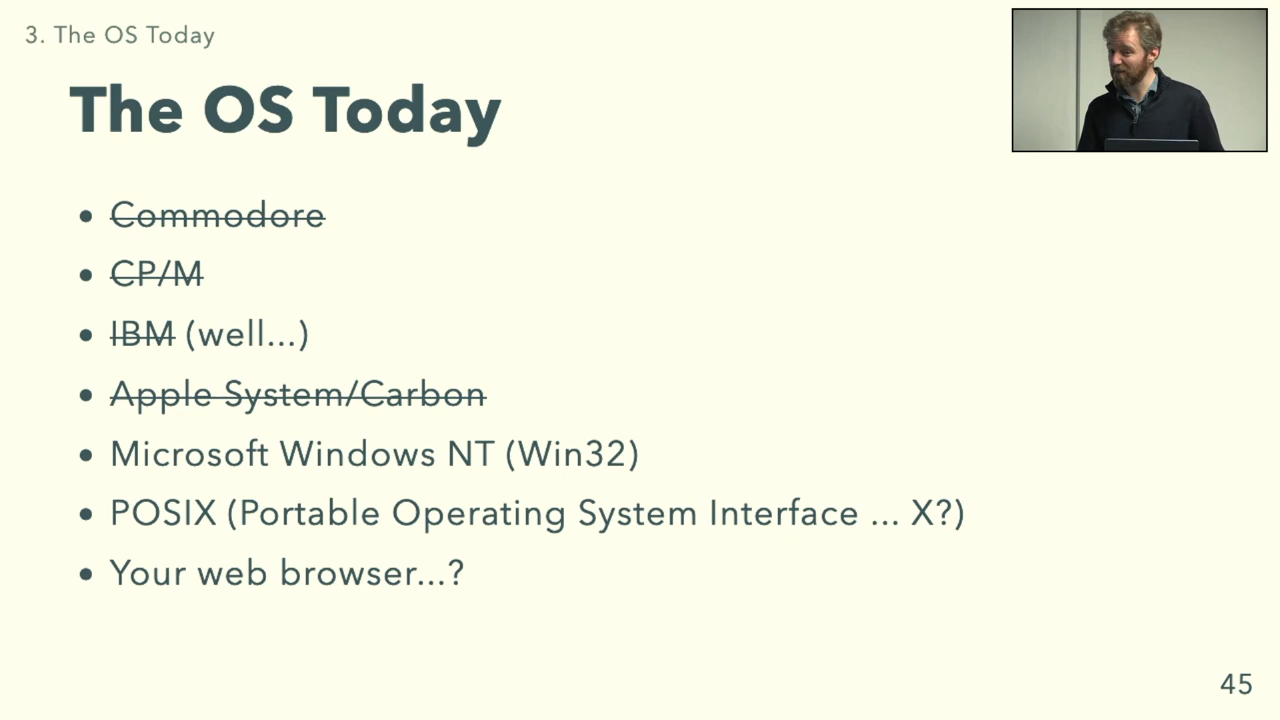 3. The OS Today
The OS Today
• Commodore
• CP/M
• IBM (well...)
• Apple System/Carbon
• Microsoft Windows NT (Win32)
• POSIX (Portable Operating System Interface ... X?)
• Your web browser...?
45